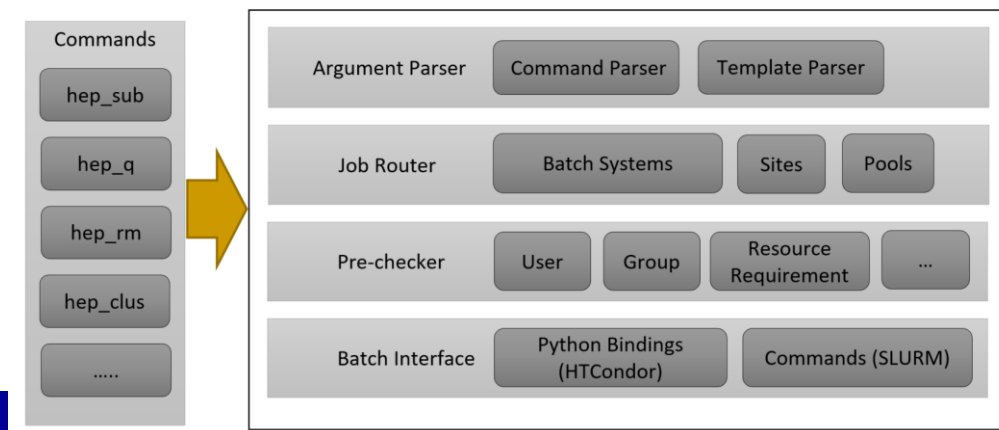 Commands
hep_sub
hep_q
hep_rm
hep_clus
.....
Argument Parser
Command Parser
Template Parser
Job Router
Batch Systems
Sites
Pools
Pre-checker
User
Group
Resource
Requirement
...
Batch Interface
Python Bindings
(HTCondor)
Commands (SLURM)